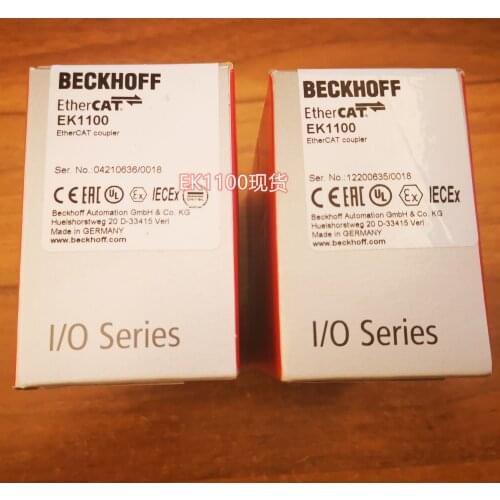 BECKHOFF
EtherCAT
EK1100
EtherCAT coupler
Ser. No.:04210636/0018
CE EAC UL Ex IECEx
Beckhoff Automation GmbH & Co. KG
Huelshorstweg 20 D-33415 Verl
Made in GERMANY
www.beckhoff.com
I/O Series
BECKHOFF
EtherCAT
EK1100
EtherCAT coupler
Ser. No.:12200635/0018
CE EAC UL Ex IECEx
Beckhoff Automation GmbH & Co. KG
Huelshorstweg 20 D-33415 Verl
Made in GERMANY
www.beckhoff.com
I/O Series
EK1100现货